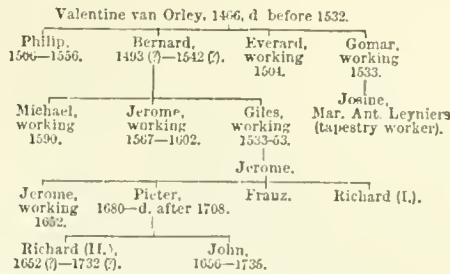 Valentine van Orley, 1466, d before 1532.
Philip, Bernard, Everard, Gomar,
1506—1556. 1493 (?)—1542 (?). working working
1504. 1533.
Michael, Jerome, Giles, Josine,
working working working Mar. Ant. Leyniers
1590. 1567—1602. 1533-53. (tapestry worker).
Jerome.
Jerome, Pieter, Franz. Richard (I.).
working 1680—d. after 1708.
1652.
Richard (II.), John,
1652 (?)—1732 (?). 1656—1735.